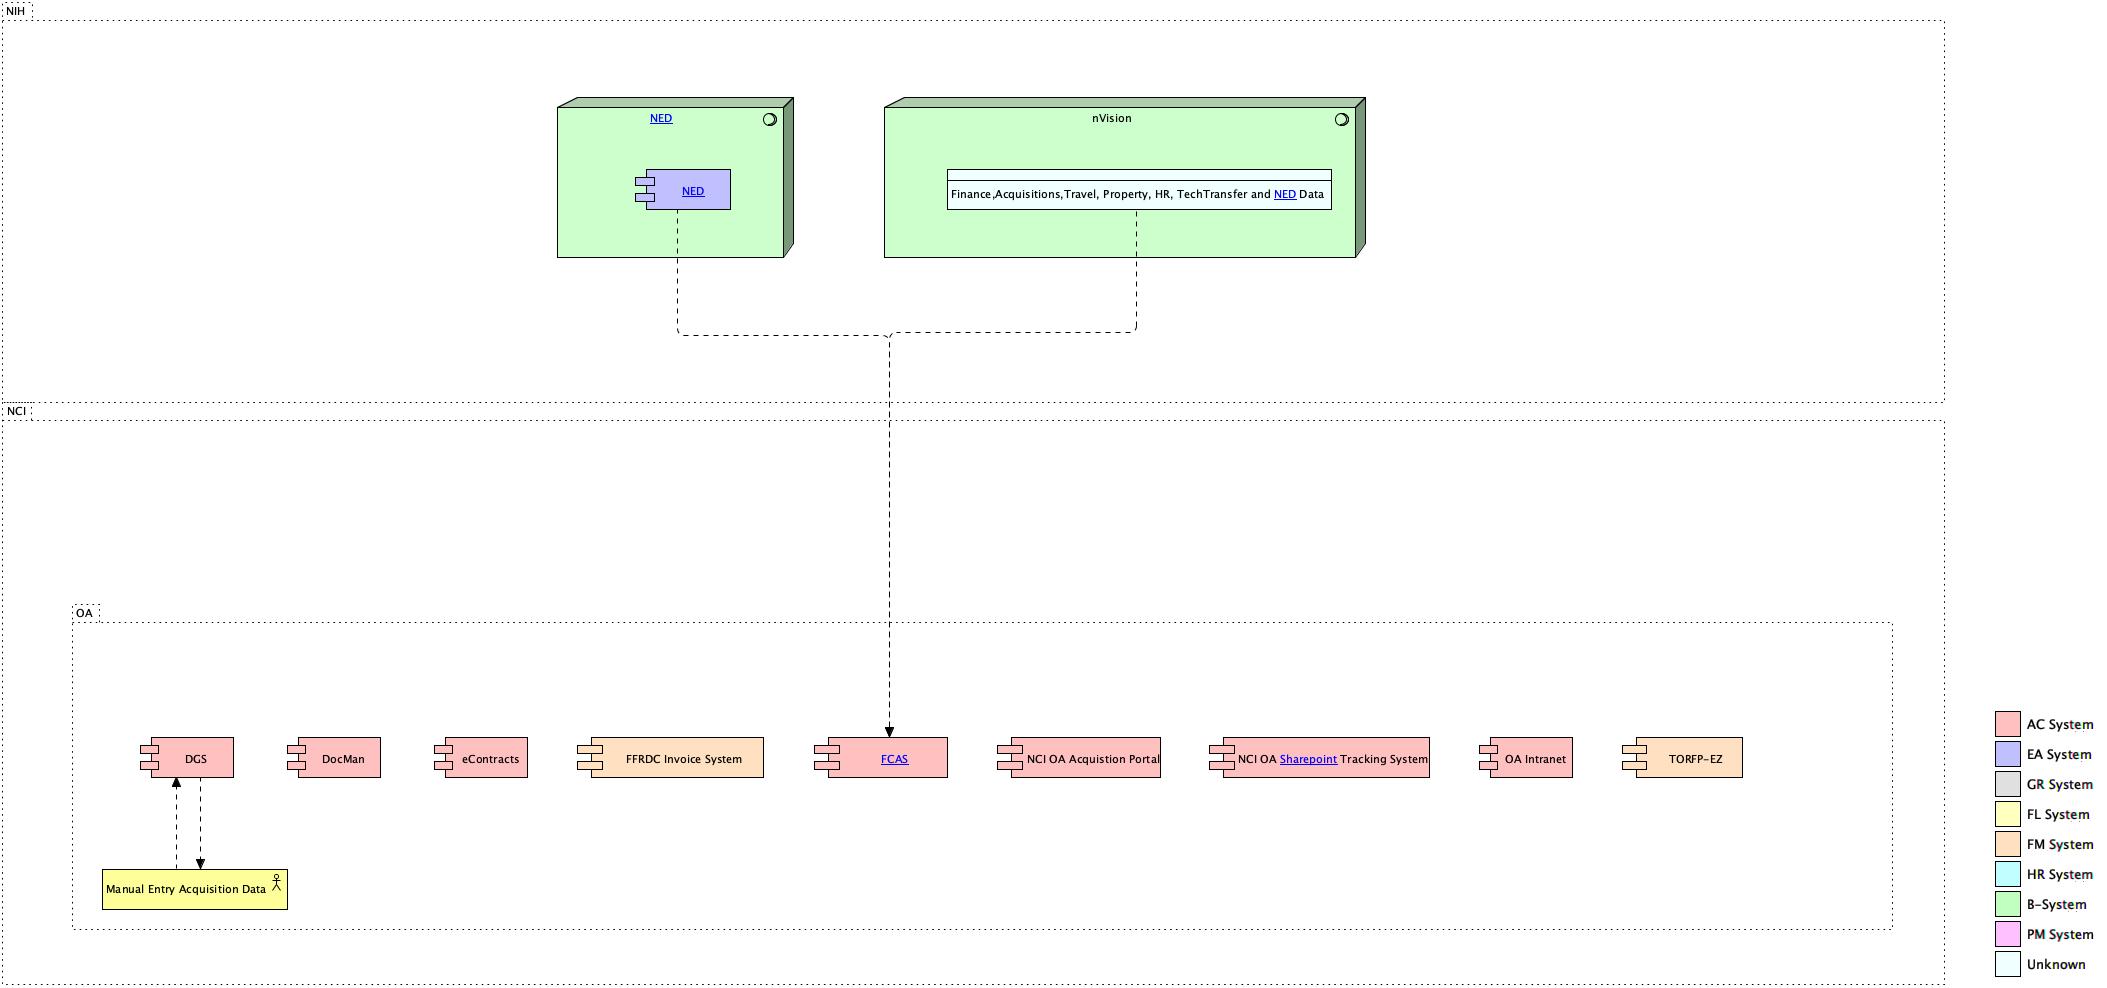 NIH
NED
nVision
NED
Finance,Acquisitions,Travel, Property, HR, TechTransfer and NED Data
NCI
OA
DGS
DocMan
eContracts
FFRDC Invoice System
FCAS
NCI OA Acquistion Portal
NCI OA Sharepoint Tracking System
OA Intranet
TORFP-EZ
Manual Entry Acquisition Data
AC System
EA System
GR System
FL System
FM System
HR System
B-System
PM System
Unknown